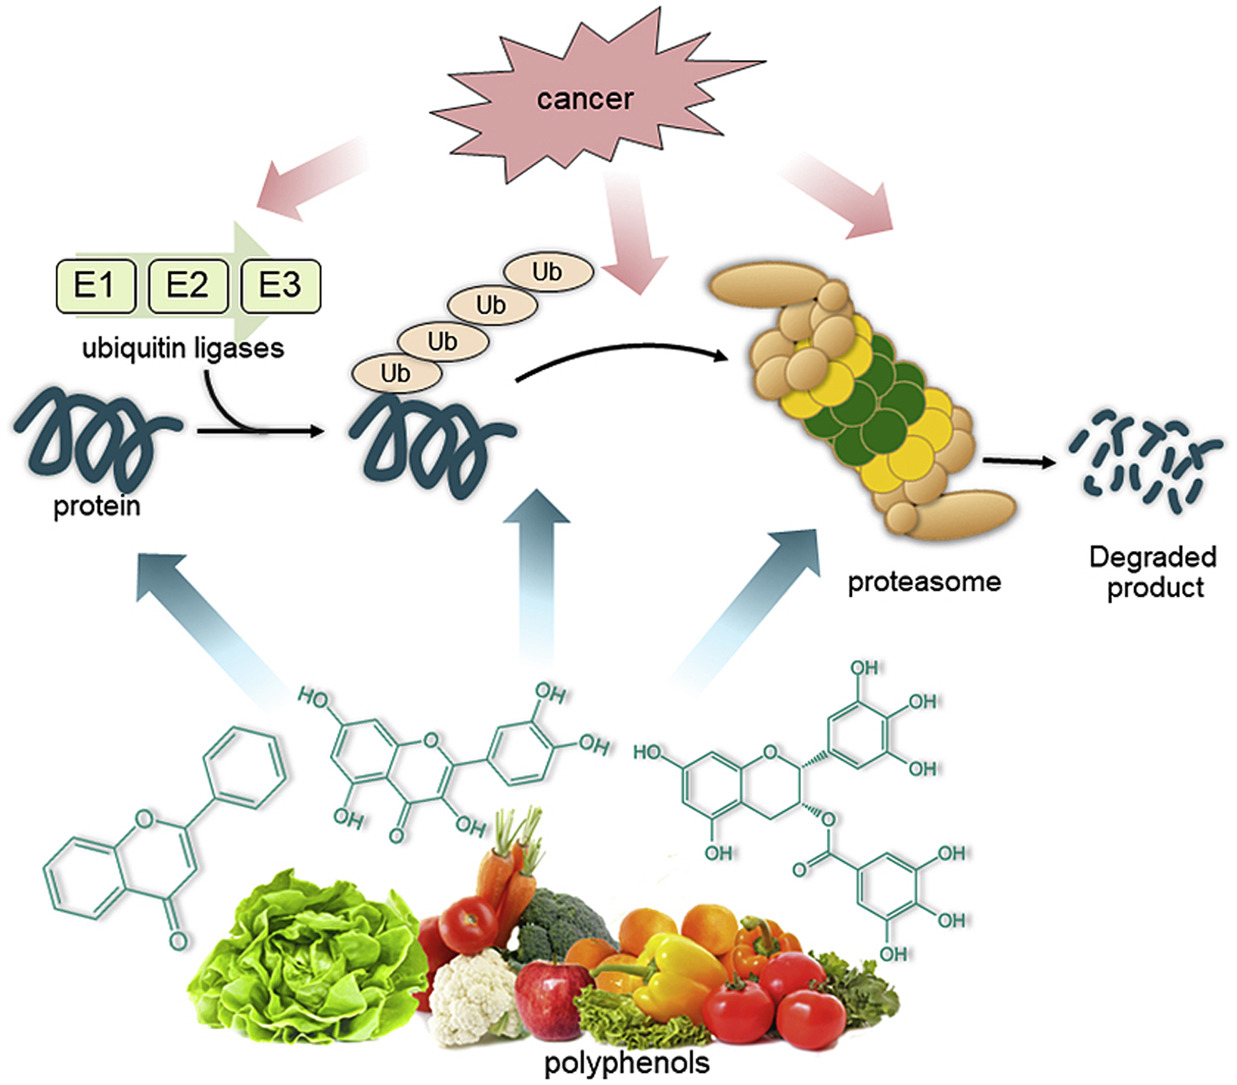 cancer
E1 E2 E3
ubiquitin ligases
Ub
Ub
Ub
Ub
protein
proteasome
Degraded
product
HO
OH
OH
OH
OH
O
O
O
O
HO
OH
OH
OH
OH
O
O
O
OH
OH
OH
polyphenols